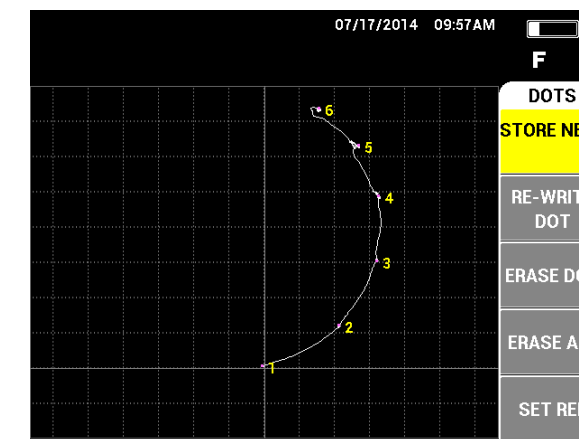 07/17/2014 09:57AM
F
DOTS
STORE NE
RE-WRIT
DOT
ERASE DO
ERASE A
SET RE
6
5
4
3
2
1